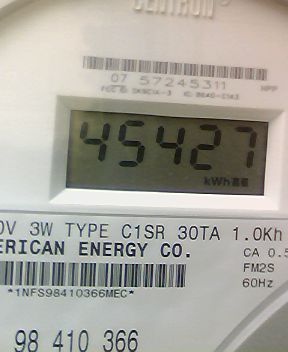 CENTRON
07 57245311
45427
kWh
0V 3W TYPE C1SR 30TA 1.0Kh
ERICAN ENERGY CO.
CA 0.5
FM2S
60Hz
*1NFS98410366MEC*
98 410 366